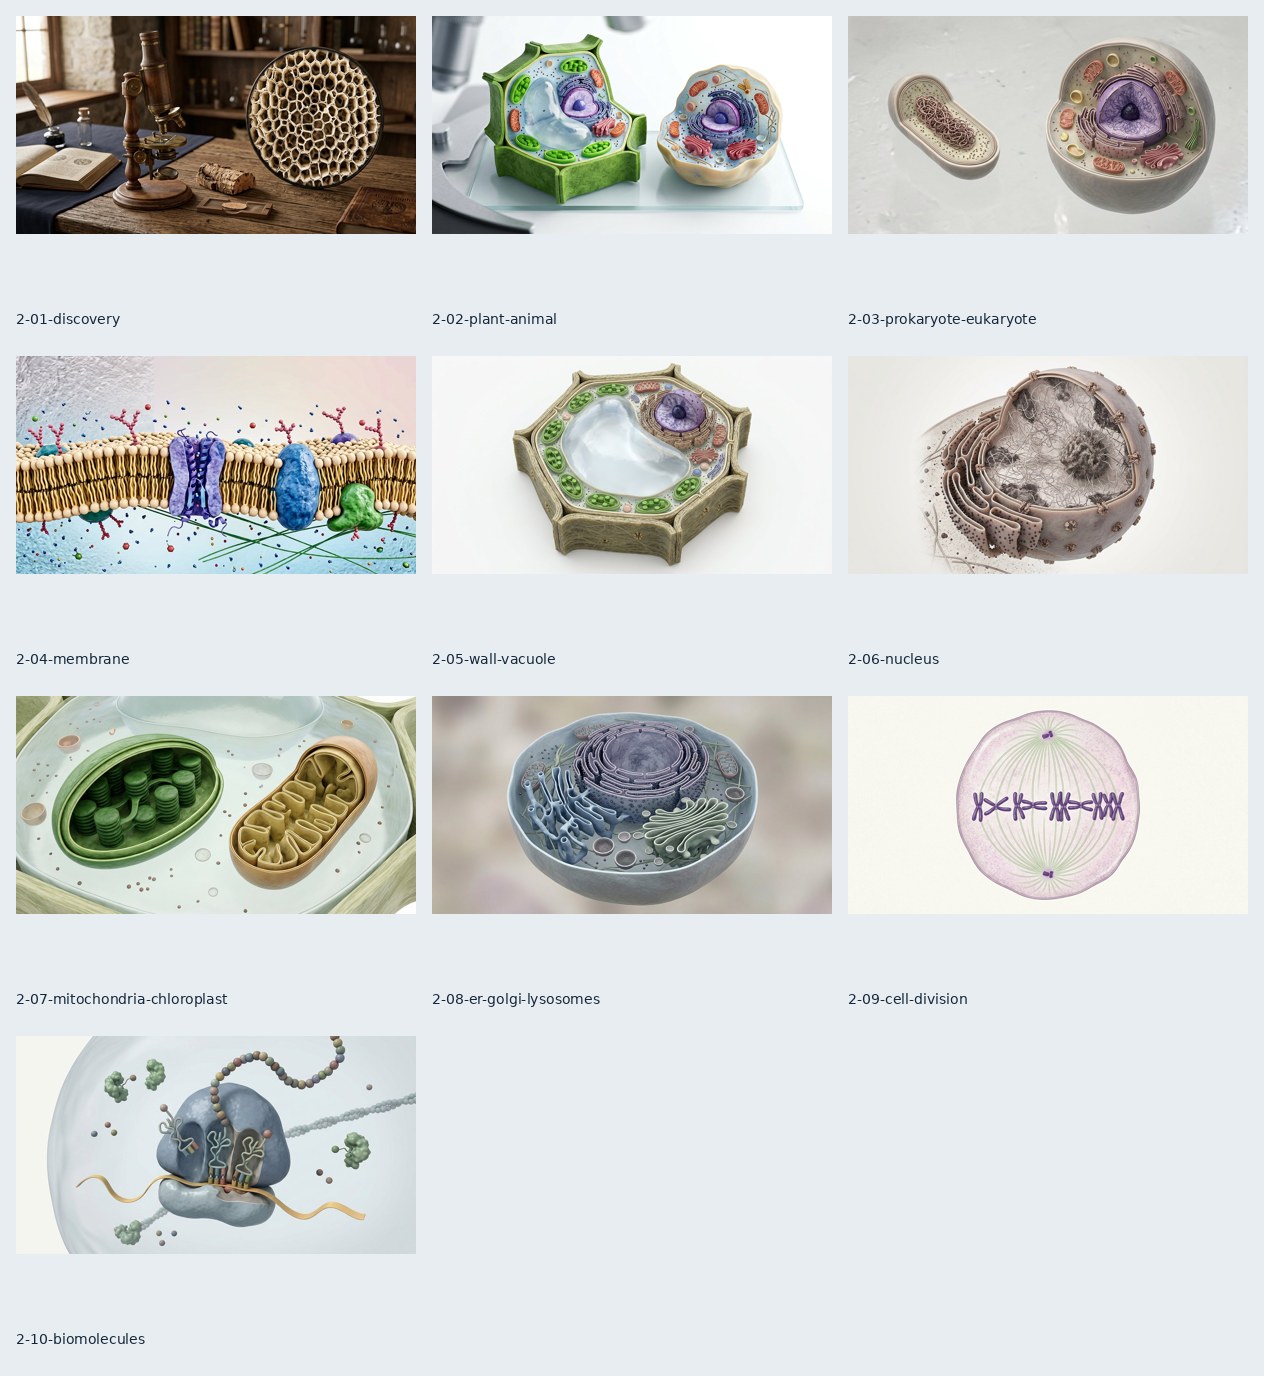 2-01-discovery
2-02-plant-animal
2-03-prokaryote-eukaryote
2-04-membrane
2-05-wall-vacuole
2-06-nucleus
2-07-mitochondria-chloroplast
2-08-er-golgi-lysosomes
2-09-cell-division
2-10-biomolecules